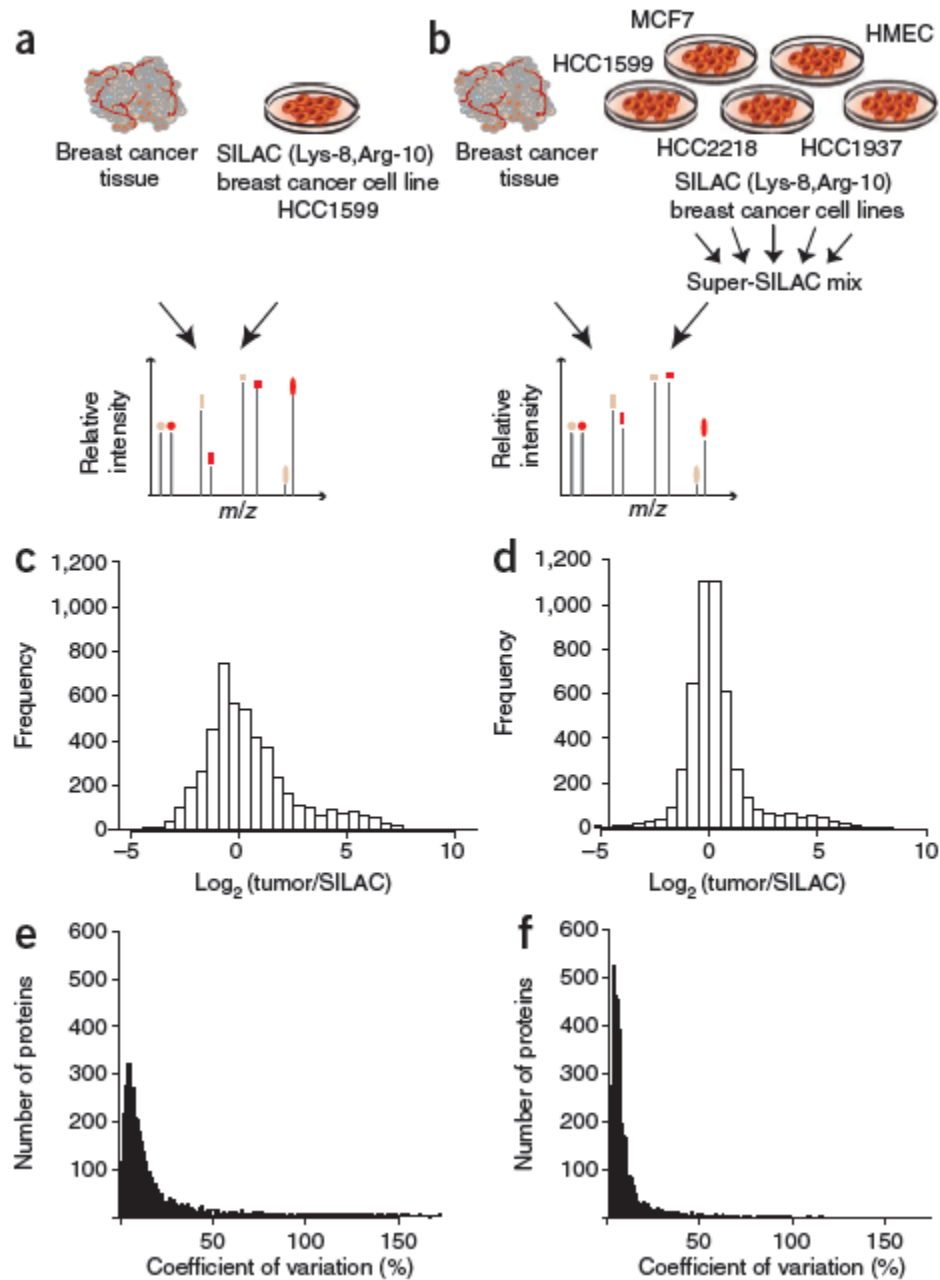 a
Breast cancer
tissue
SILAC (Lys-8,Arg-10)
breast cancer cell line
HCC1599
Relative
intensity
m/z
b
MCF7
HMEC
HCC1599
HCC2218
HCC1937
Breast cancer
tissue
SILAC (Lys-8,Arg-10)
breast cancer cell lines
Super-SILAC mix
Relative
intensity
m/z
c
1,200
1,000
800
600
400
200
0
Frequency
–5
0
5
10
Log2 (tumor/SILAC)
d
1,200
1,000
800
600
400
200
0
Frequency
–5
0
5
10
Log2 (tumor/SILAC)
e
600
500
400
300
200
100
Number of proteins
50
100
150
Coefficient of variation (%)
f
600
500
400
300
200
100
Number of proteins
50
100
150
Coefficient of variation (%)